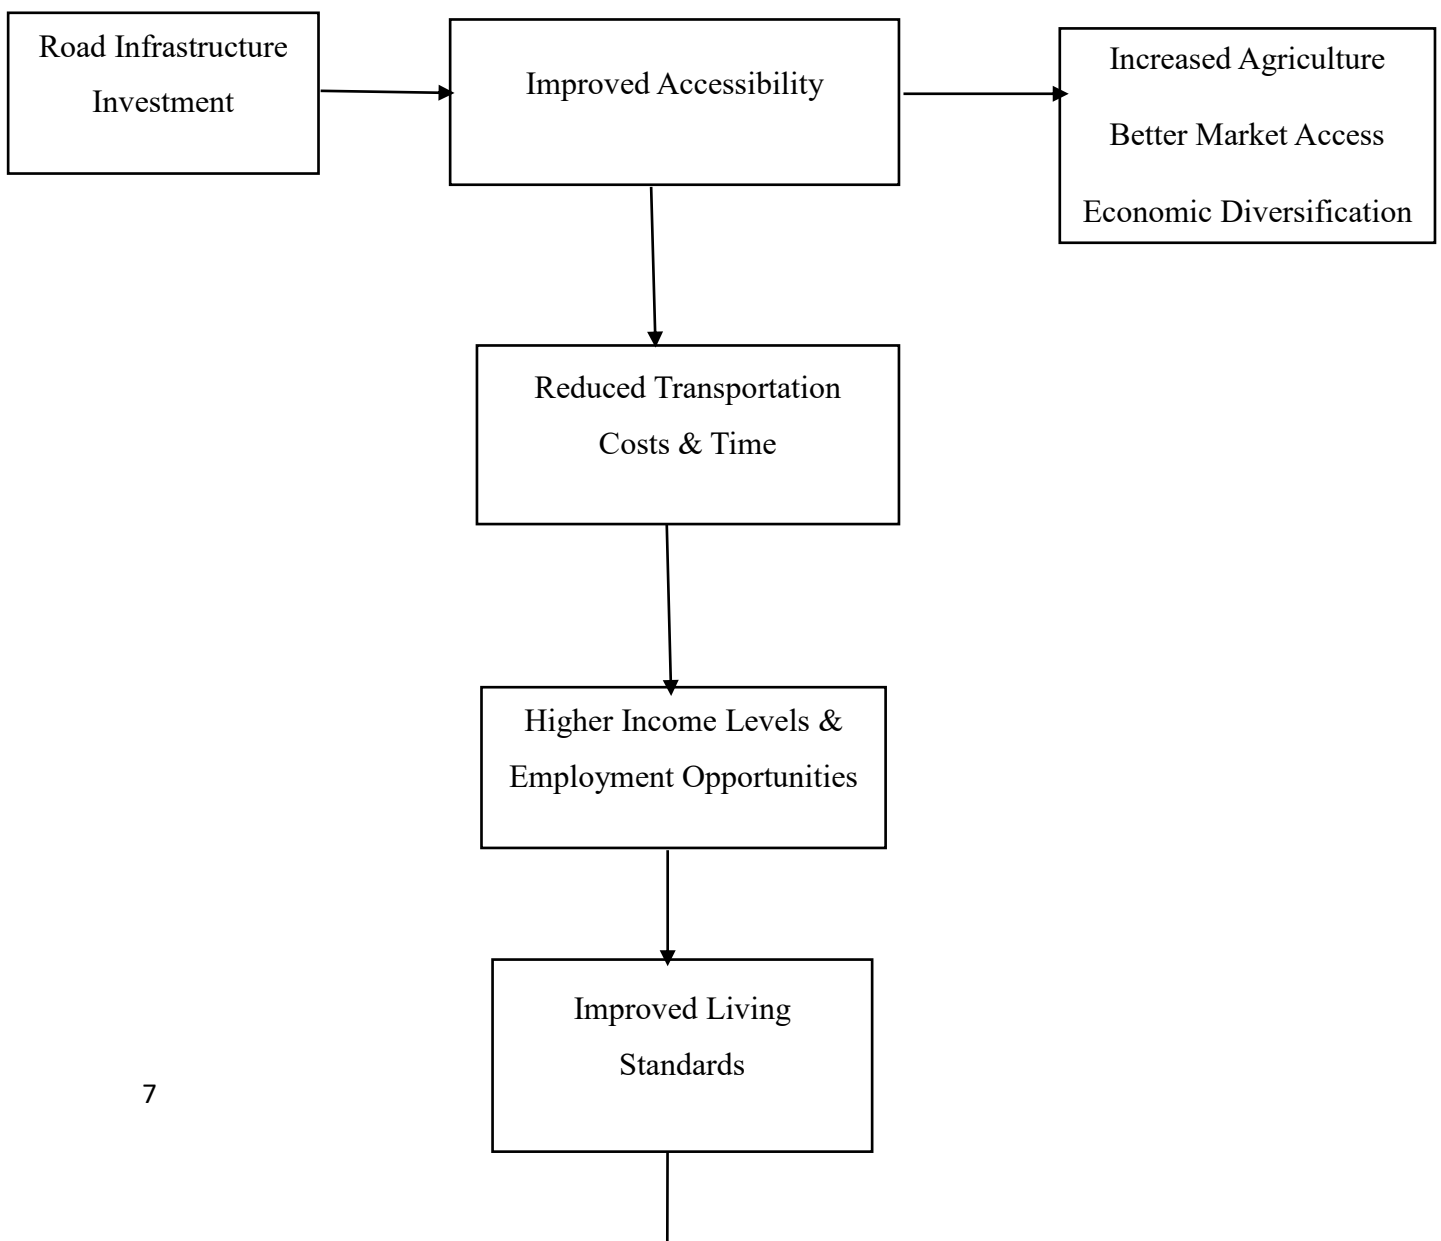 Road Infrastructure
Investment
Improved Accessibility
Increased Agriculture
Better Market Access
Economic Diversification
Reduced Transportation
Costs & Time
Higher Income Levels &
Employment Opportunities
Improved Living
Standards
7